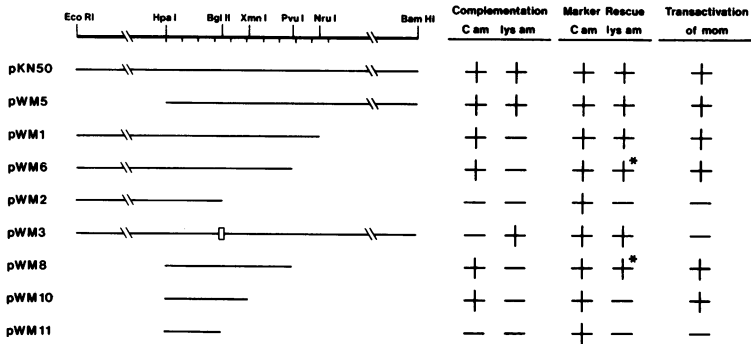 Complementation Marker Rescue Transactivation
C am lys am C am lys am of mom
Eco RI Hpa I Bgl II Xmn I Pvu I Nru I Bam HI
pKN50 + + + + +
pWM5 + + + + +
pWM1 + − + + +
pWM6 + − + +* +
pWM2 − − + − −
pWM3 − + + + −
pWM8 + − + +* +
pWM10 + − + − +
pWM11 − − + − −